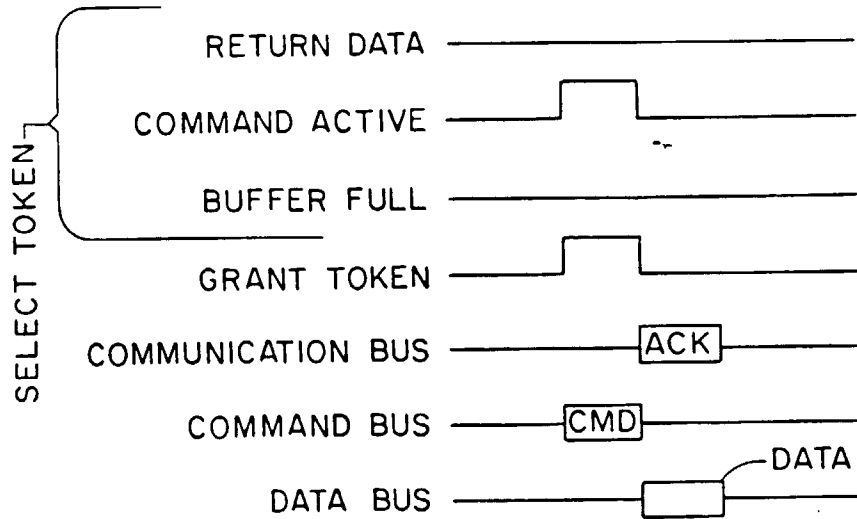 SELECT TOKEN
RETURN DATA
COMMAND ACTIVE
BUFFER FULL
GRANT TOKEN
COMMUNICATION BUS
ACK
COMMAND BUS
CMD
DATA BUS
DATA